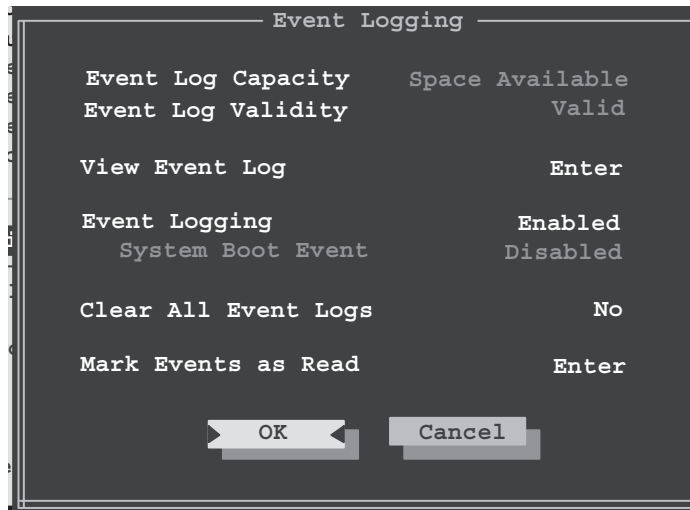 Event Logging
Event Log Capacity Space Available
Event Log Validity Valid
View Event Log Enter
Event Logging Enabled
System Boot Event Disabled
Clear All Event Logs No
Mark Events as Read Enter
OK Cancel